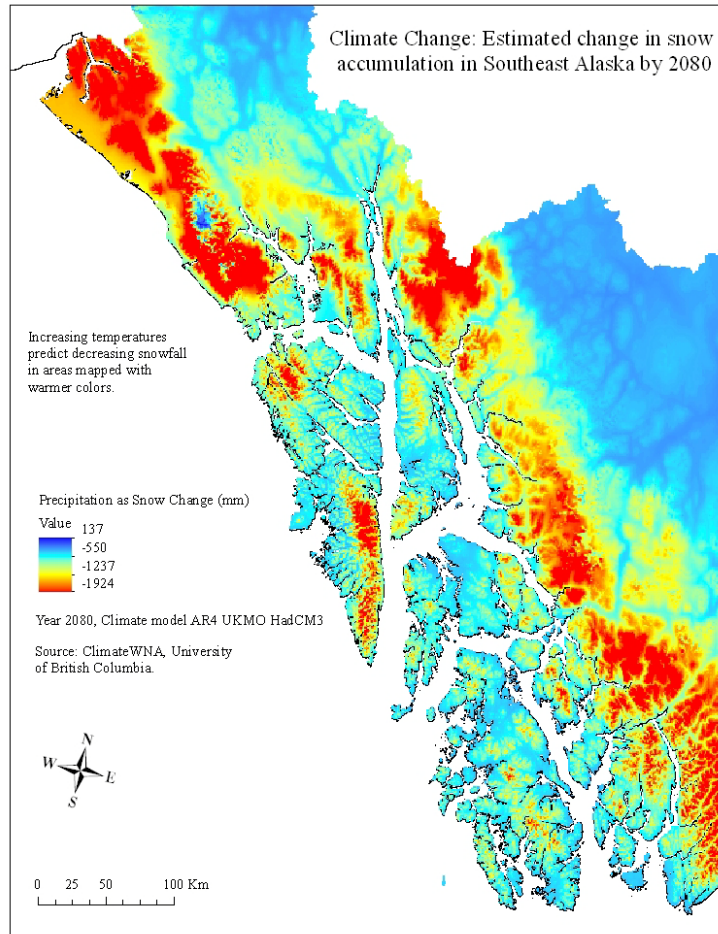 Climate Change: Estimated change in snow
accumulation in Southeast Alaska by 2080
Increasing temperatures
predict decreasing snowfall
in areas mapped with
warmer colors.
Precipitation as Snow Change (mm)
Value
137
-550
-1237
-1924
Year 2080, Climate model AR4 UKMO HadCM3
Source: ClimateWNA, University
of British Columbia.
N
W
E
S
0 25 50 100 Km